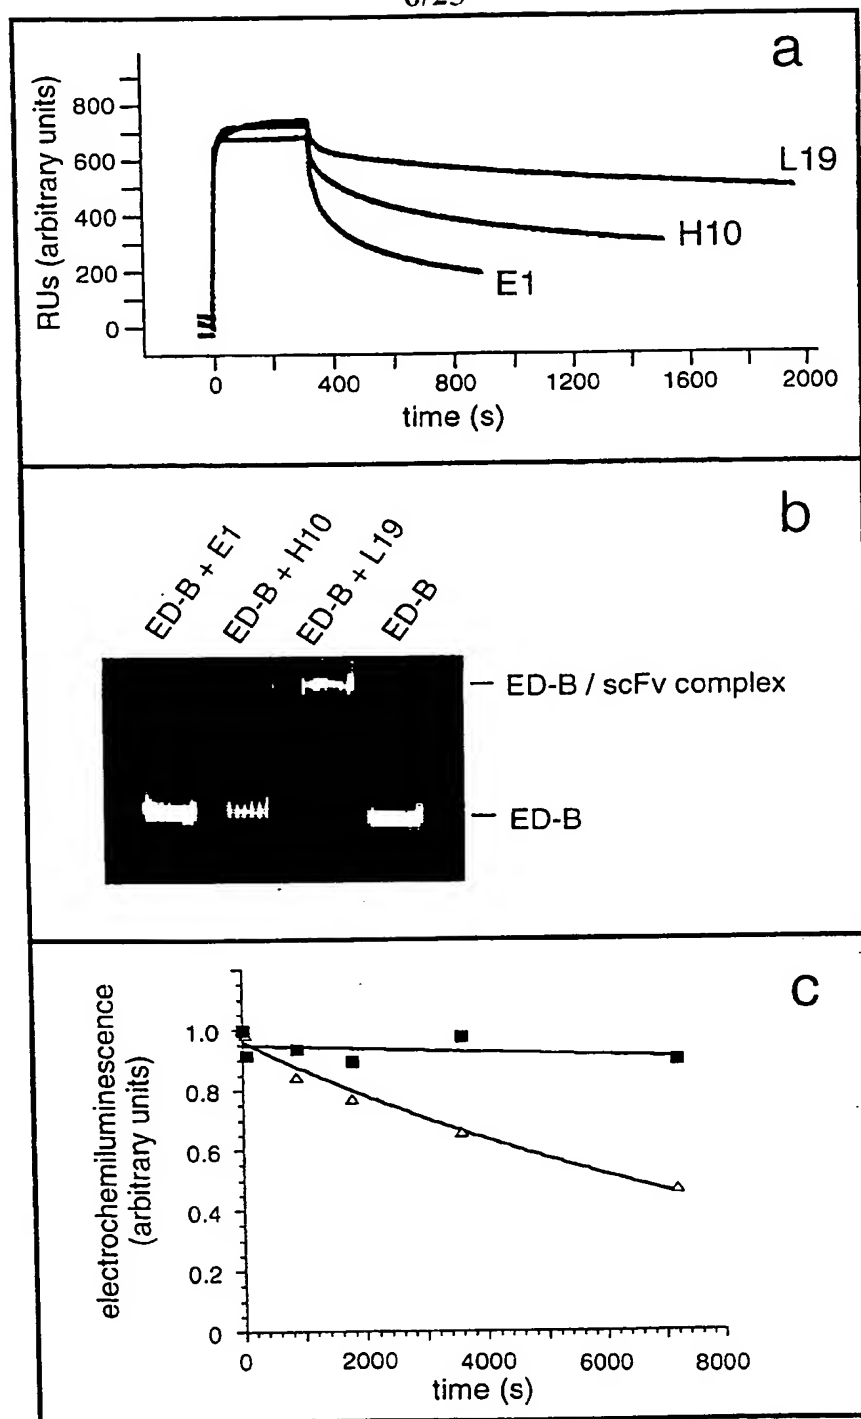 a
RUs (arbitrary units)
800
600
400
200
0
L19
H10
E1
0 400 800 1200 1600 2000
time (s)
b
ED-B + E1
ED-B + H10
ED-B + L19
ED-B
ED-B / scFv complex
ED-B
c
electrochemiluminescence
(arbitrary units)
1.0
0.8
0.6
0.4
0.2
0
0 2000 4000 6000 8000
time (s)